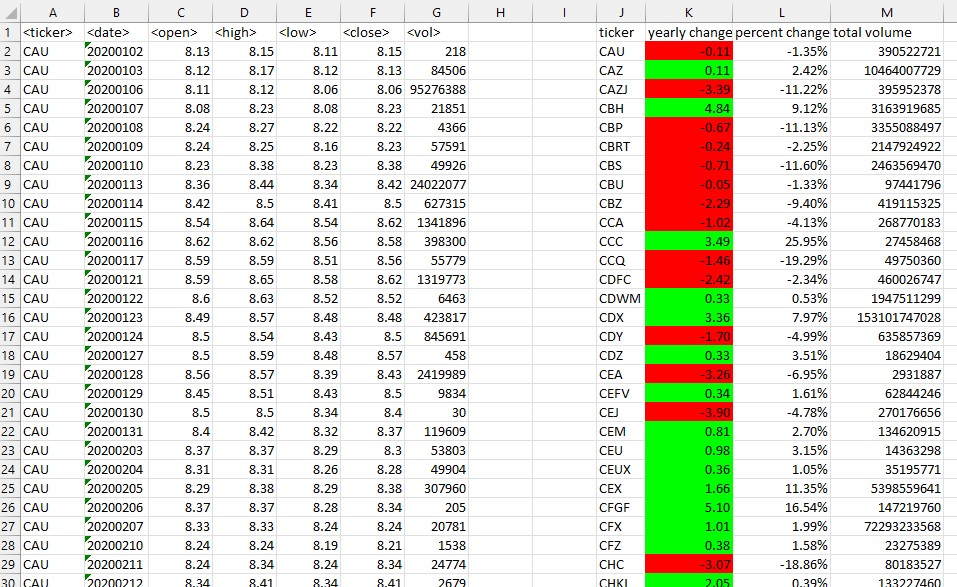 A B C D E F G H I J K L M
1 <ticker> <date> <open> <high> <low> <close> <vol> ticker yearly change percent change total volume
2 CAU 20200102 8.13 8.15 8.11 8.15 218 CAU -0.11 -1.35% 390522721
3 CAU 20200103 8.12 8.17 8.12 8.13 84506 CAZ 0.11 2.42% 10464007729
4 CAU 20200106 8.11 8.12 8.06 8.06 95276388 CAZJ -3.39 -11.22% 395952378
5 CAU 20200107 8.08 8.23 8.08 8.23 21851 CBH 4.84 9.12% 3163919685
6 CAU 20200108 8.24 8.27 8.22 8.22 4366 CBP -0.67 -11.13% 3355088497
7 CAU 20200109 8.24 8.25 8.16 8.23 57591 CBRT -0.24 -2.25% 2147924922
8 CAU 20200110 8.23 8.38 8.23 8.38 49926 CBS -0.71 -11.60% 2463569470
9 CAU 20200113 8.36 8.44 8.34 8.42 24022077 CBU -0.05 -1.33% 97441796
10 CAU 20200114 8.42 8.5 8.41 8.5 627315 CBZ -2.29 -9.40% 419115325
11 CAU 20200115 8.54 8.64 8.54 8.62 1341896 CCA -1.02 -4.13% 268770183
12 CAU 20200116 8.62 8.62 8.56 8.58 398300 CCC 3.49 25.95% 27458468
13 CAU 20200117 8.59 8.59 8.51 8.56 55779 CCQ -1.46 -19.29% 49750360
14 CAU 20200121 8.59 8.65 8.58 8.62 1319773 CDFC -2.42 -2.34% 460026747
15 CAU 20200122 8.6 8.63 8.52 8.52 6463 CDWM 0.33 0.53% 1947511299
16 CAU 20200123 8.49 8.57 8.48 8.48 423817 CDX 3.36 7.97% 153101747028
17 CAU 20200124 8.5 8.54 8.43 8.5 845691 CDY -1.70 -4.99% 635857369
18 CAU 20200127 8.5 8.59 8.48 8.57 458 CDZ 0.33 3.51% 18629404
19 CAU 20200128 8.56 8.57 8.39 8.43 2419989 CEA -3.26 -6.95% 2931887
20 CAU 20200129 8.45 8.51 8.43 8.5 9834 CEFV 0.34 1.61% 62844246
21 CAU 20200130 8.5 8.5 8.34 8.4 30 CEJ -3.90 -4.78% 270176656
22 CAU 20200131 8.4 8.42 8.32 8.37 119609 CEM 0.81 2.70% 134620915
23 CAU 20200203 8.37 8.37 8.29 8.3 53803 CEU 0.98 3.15% 14363298
24 CAU 20200204 8.31 8.31 8.26 8.28 49904 CEUX 0.36 1.05% 35195771
25 CAU 20200205 8.29 8.38 8.29 8.38 307960 CEX 1.66 11.35% 5398559641
26 CAU 20200206 8.37 8.37 8.28 8.34 205 CFGF 5.10 16.54% 147219760
27 CAU 20200207 8.33 8.33 8.24 8.24 20781 CFX 1.01 1.99% 72293233568
28 CAU 20200210 8.24 8.24 8.19 8.21 1538 CFZ 0.38 1.58% 23275389
29 CAU 20200211 8.24 8.34 8.24 8.34 24774 CHC -3.07 -18.86% 80183527
30 CAU 20200212 8.34 8.41 8.34 8.41 2679 CHKL 2.05 0.39% 133227460